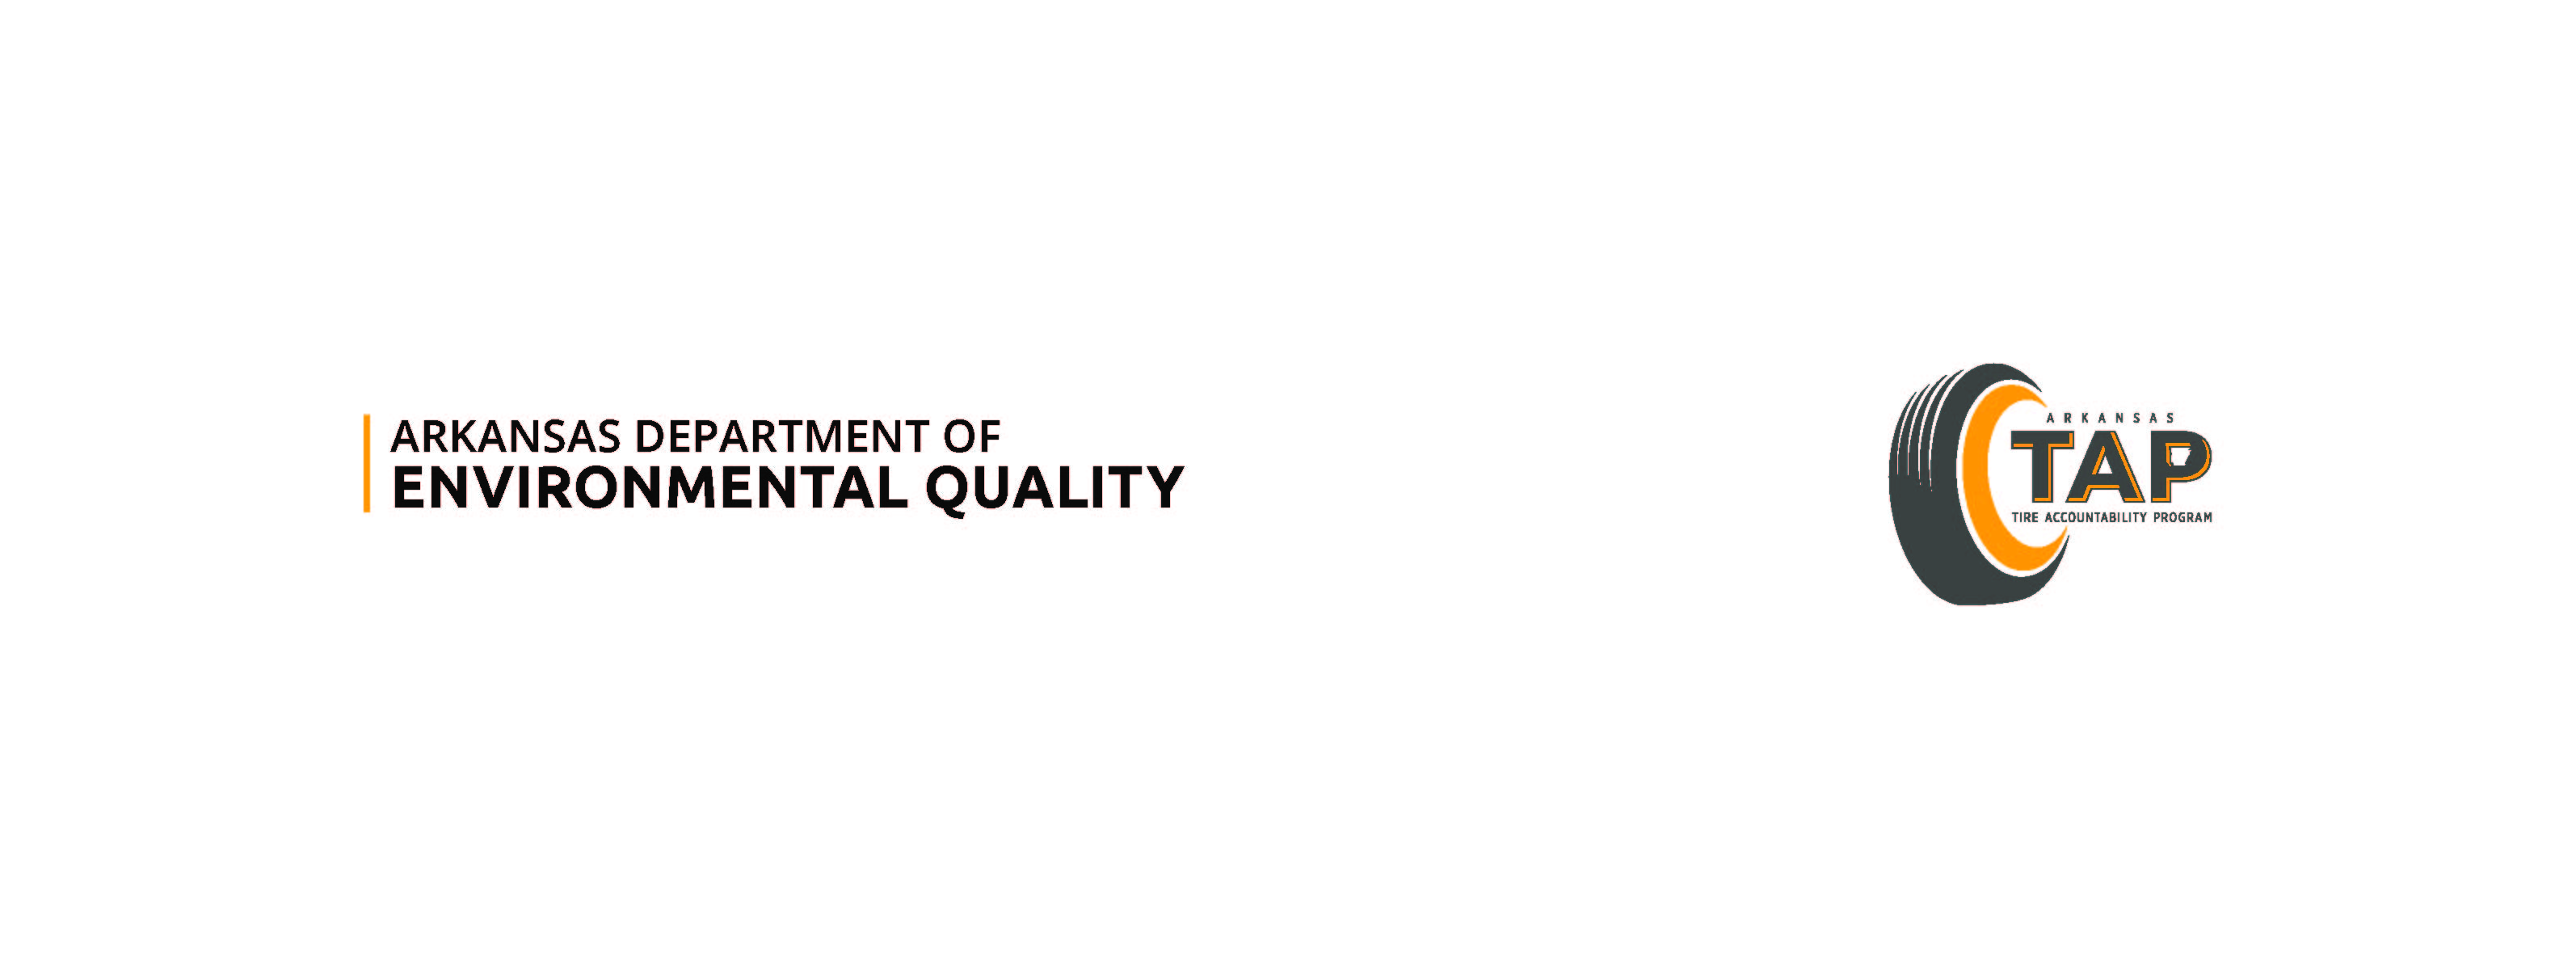 ARKANSAS DEPARTMENT OF
ENVIRONMENTAL QUALITY
ARKANSAS
TAP
TIRE ACCOUNTABILITY PROGRAM